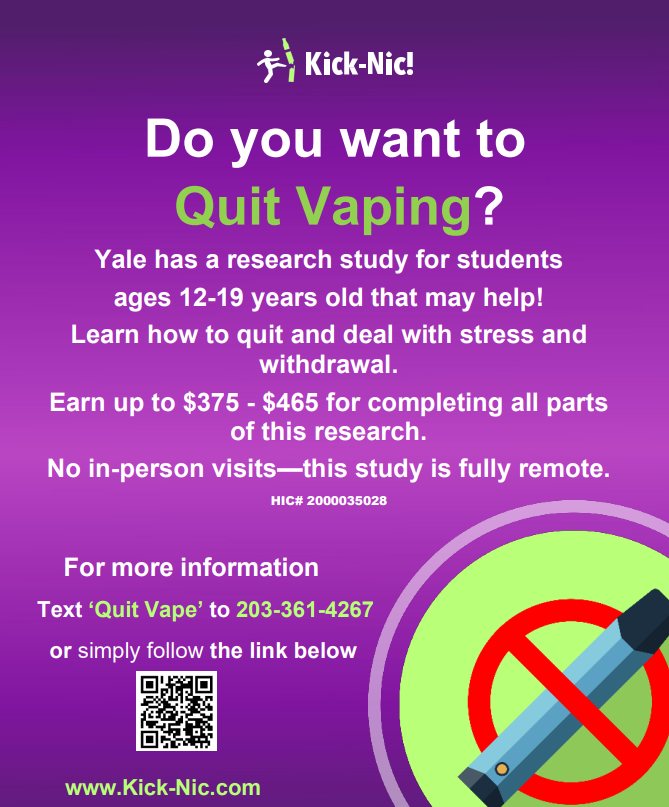 Kick-Nic!
Do you want to
Quit Vaping?
Yale has a research study for students
ages 12-19 years old that may help!
Learn how to quit and deal with stress and
withdrawal.
Earn up to $375 - $465 for completing all parts
of this research.
No in-person visits—this study is fully remote.
HIC# 2000035028
For more information
Text ‘Quit Vape’ to 203-361-4267
or simply follow the link below
www.Kick-Nic.com